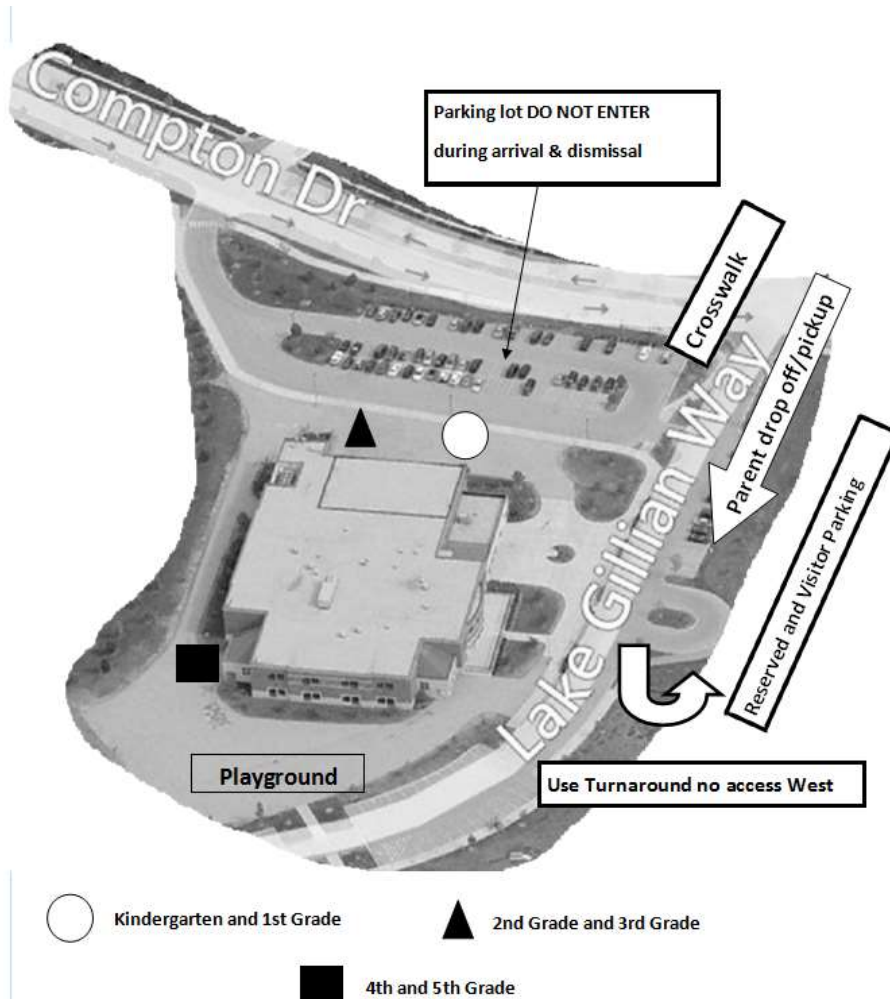 Compton Dr
Parking lot DO NOT ENTER
during arrival & dismissal
Crosswalk
Parent drop off/pickup
Lake Gillian Way
Reserved and Visitor Parking
Playground
Use Turnaround no access West
Kindergarten and 1st Grade
2nd Grade and 3rd Grade
4th and 5th Grade